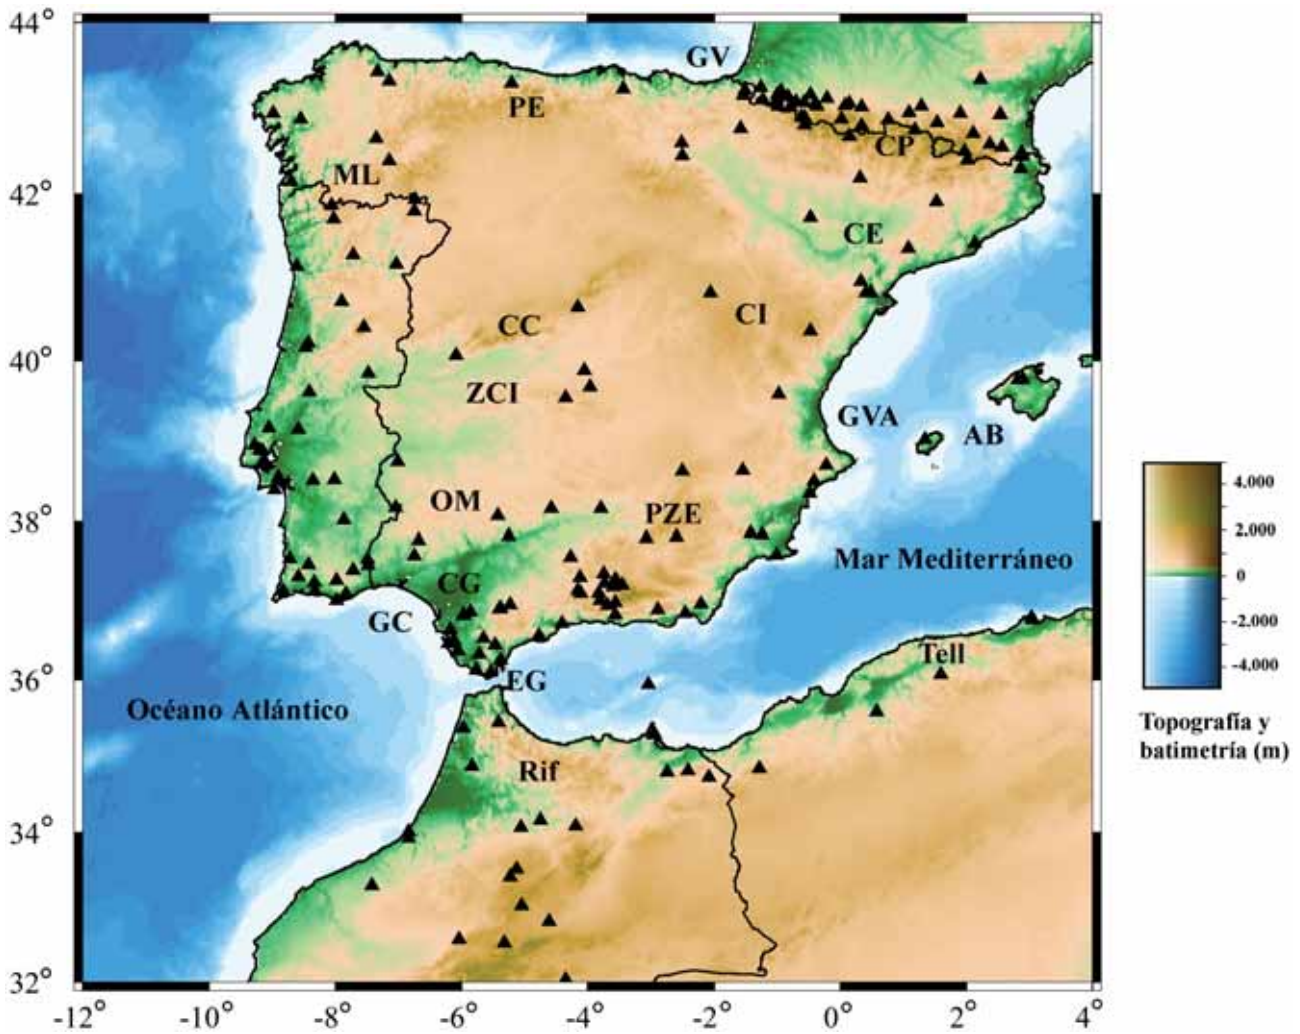 44°
GV
PE
CP
ML
42°
CE
CI
CC
40°
ZCI
GVA
AB
OM
PZE
38°
Mar Mediterráneo
CG
GC
Tell
EG
36°
Océano Atlántico
Rif
34°
32°
-12° -10° -8° -6° -4° -2° 0° 2° 4°
4.000
2.000
0
-2.000
-4.000
Topografía y
batimetría (m)